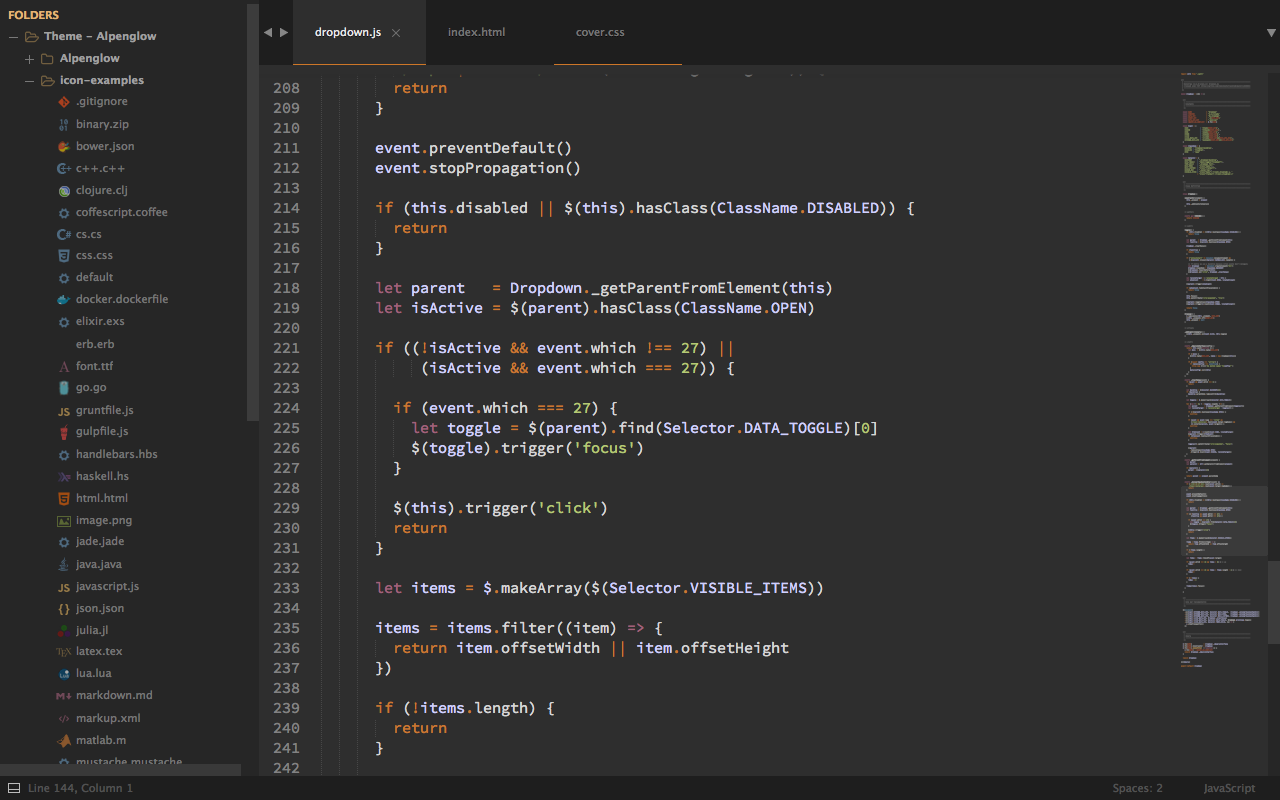 FOLDERS
Theme - Alpenglow
Alpenglow
icon-examples
.gitignore
binary.zip
bower.json
c++.c++
clojure.clj
coffescript.coffee
cs.cs
css.css
default
docker.dockerfile
elixir.exs
erb.erb
font.ttf
go.go
gruntfile.js
gulpfile.js
handlebars.hbs
haskell.hs
html.html
image.png
jade.jade
java.java
javascript.js
json.json
julia.jl
latex.tex
lua.lua
markdown.md
markup.xml
matlab.m
mustache.mustache
dropdown.js
index.html
cover.css
208 return
209 }
210
211 event.preventDefault()
212 event.stopPropagation()
213
214 if (this.disabled || $(this).hasClass(ClassName.DISABLED)) {
215 return
216 }
217
218 let parent   = Dropdown._getParentFromElement(this)
219 let isActive = $(parent).hasClass(ClassName.OPEN)
220
221 if ((!isActive && event.which !== 27) ||
222 (isActive && event.which === 27)) {
223
224 if (event.which === 27) {
225 let toggle = $(parent).find(Selector.DATA_TOGGLE)[0]
226 $(toggle).trigger('focus')
227 }
228
229 $(this).trigger('click')
230 return
231 }
232
233 let items = $.makeArray($(Selector.VISIBLE_ITEMS))
234
235 items = items.filter((item) => {
236 return item.offsetWidth || item.offsetHeight
237 })
238
239 if (!items.length) {
240 return
241 }
242
Line 144, Column 1
Spaces: 2
JavaScript